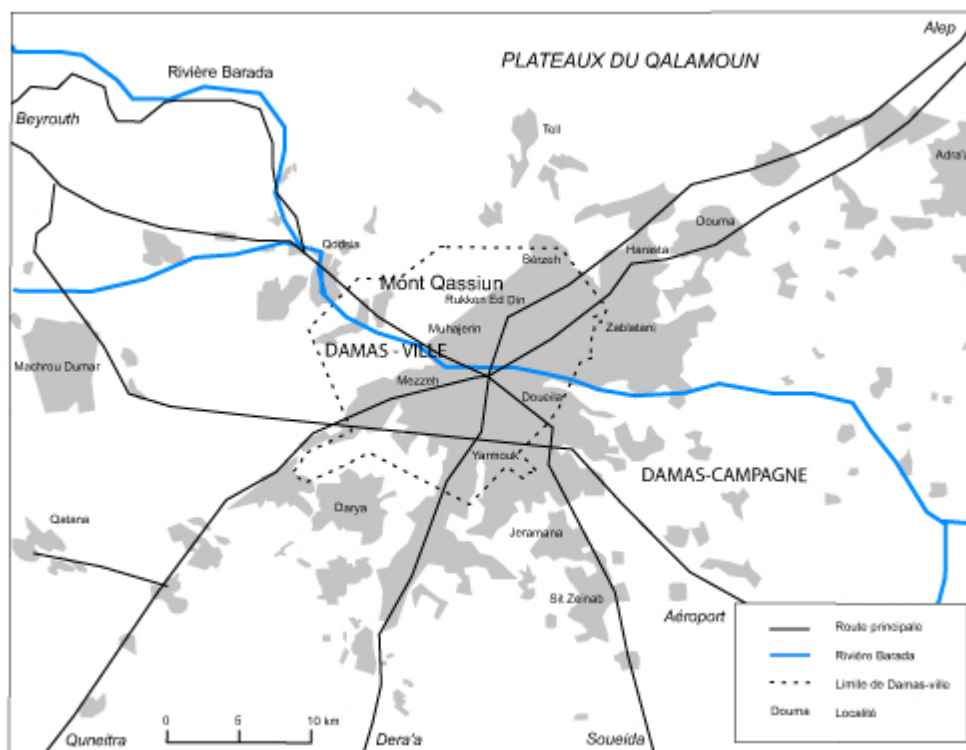 Alep
PLATEAUX DU QALAMOUN
Rivière Barada
Beyrouth
Tell
Adra'a
Douma
Harasta
Qodsia
Bérzeh
Mont Qassiun
Rukken Ed Din
Muhajerin
Zablatani
DAMAS - VILLE
Machrou Dumar
Mezzeh
Doueila
Yarmouk
DAMAS-CAMPAGNE
Qatana
Darya
Jeramana
Sit Zeinab
Aéroport
Route principale
Rivière Barada
Limite de Damas-ville
Douma Localité
0 5 10 km
Quneitra
Dera'a
Soueida